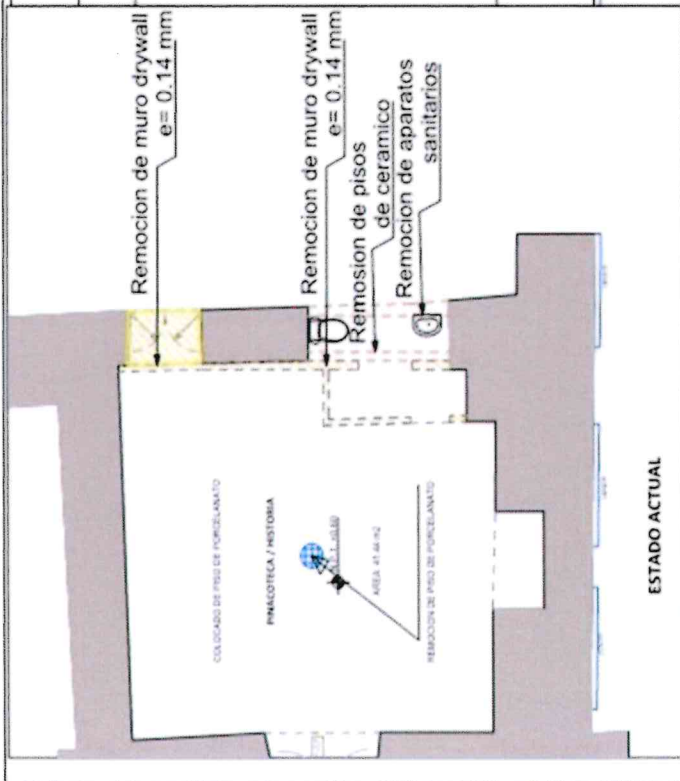 Remocion de muro drywall
e= 0.14 mm
Remocion de muro drywall
e= 0.14 mm
Remosion de pisos
de ceramico
Remocion de aparatos
sanitarios
COLOCADO DE PISO DE PORCELANATO
PINACOTECA / HISTORIA
AREA: 41.44 m2
REMOCION DE PISO DE PORCELANATO
ESTADO ACTUAL